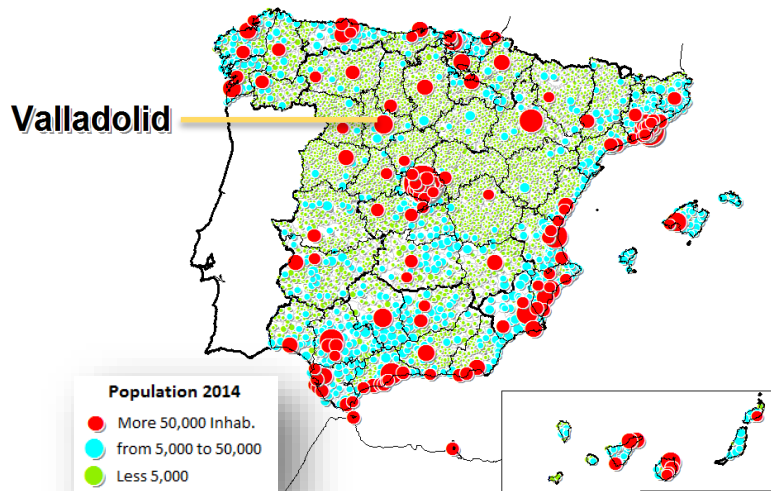 Valladolid
Population 2014
More 50,000 Inhab.
from 5,000 to 50,000
Less 5,000